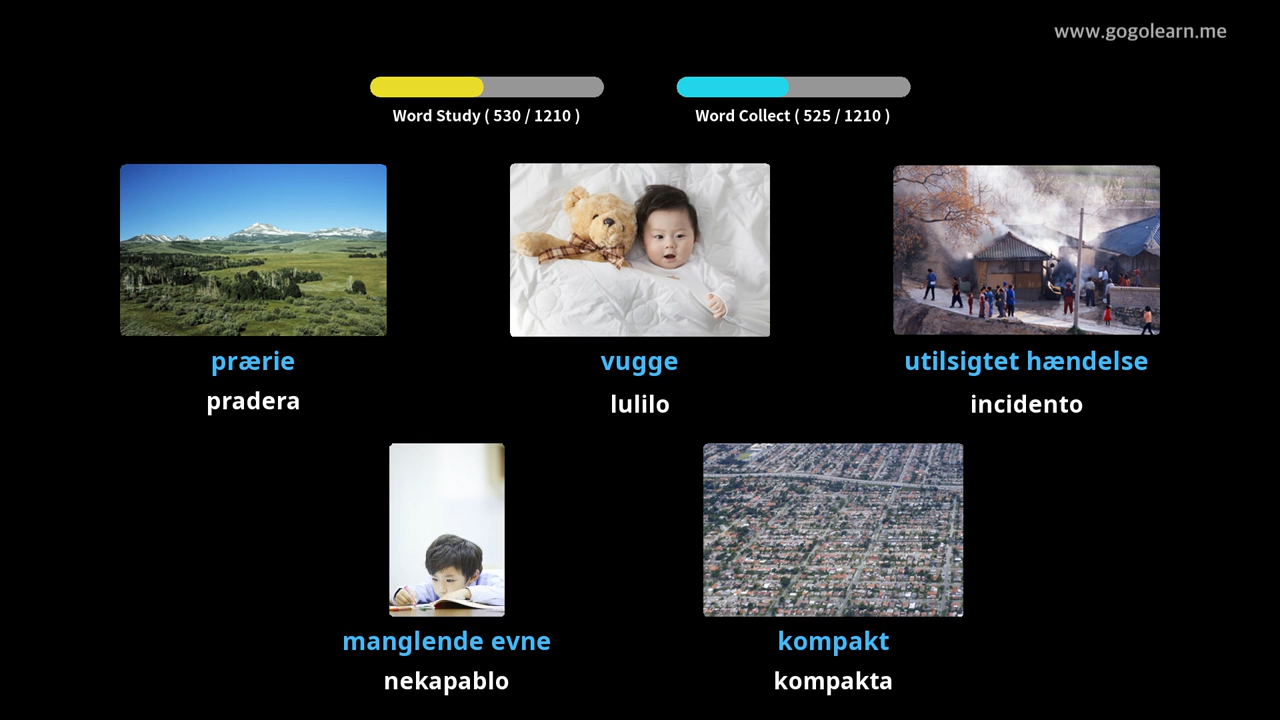 www.gogolearn.me
Word Study ( 530 / 1210 )
Word Collect ( 525 / 1210 )
prærie
pradera
vugge
lulilo
utilsigtet hændelse
incidento
manglende evne
nekapablo
kompakt
kompakta